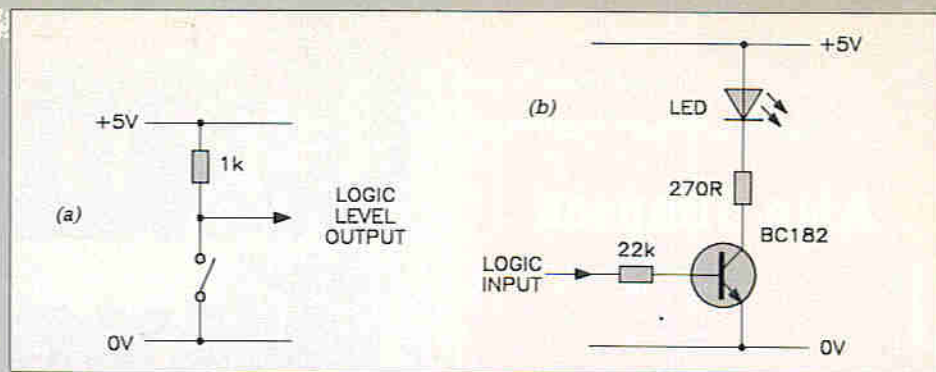 +5V
1k
(a)
LOGIC
LEVEL
OUTPUT
0V
+5V
(b)
LED
270R
BC182
22k
LOGIC
INPUT
0V